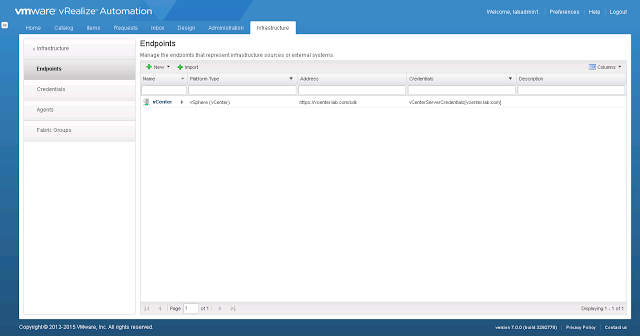 vmware vRealize™ Automation
Welcome, labadmin1. Preferences Help Logout
Home Catalog Items Requests Inbox Design Administration Infrastructure
< Infrastructure
Endpoints
Credentials
Agents
Fabric Groups
Endpoints
Manage the endpoints that represent infrastructure sources or external systems.
New Import Columns
Name Platform Type Address Credentials Description
vCenter vSphere (vCenter) https://vcenter.lab.com/sdk vCenterServerCredentials[vcenter.lab.com]
Page 1 of 1 Displaying 1 - 1 of 1
Copyright © 2012-2015 VMware, Inc. All rights reserved.
version 7.0.0 (build 3292778) Privacy Policy Contact us